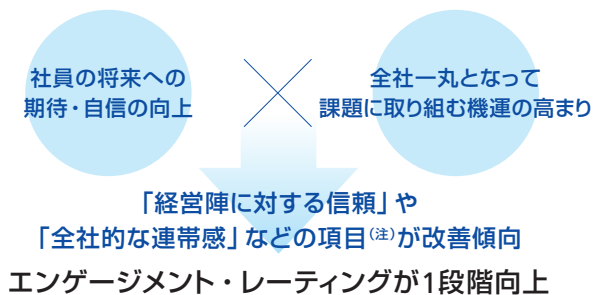 社員の将来への
期待・自信の向上
全社一丸となって
課題に取り組む機運の高まり
「経営陣に対する信頼」や
「全社的な連帯感」などの項目(注)が改善傾向
エンゲージメント・レーティングが1段階向上